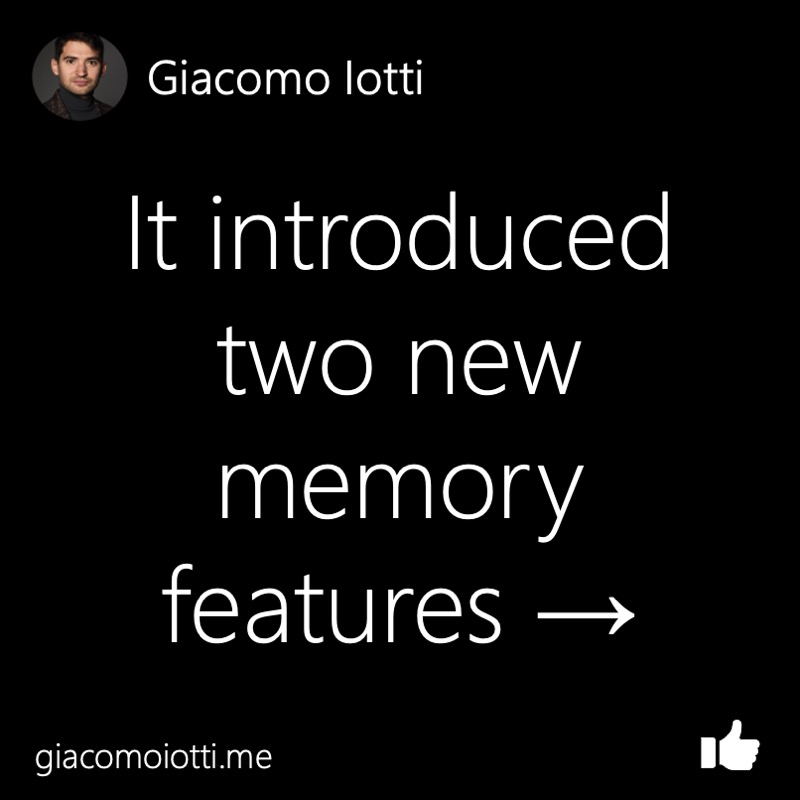 Giacomo Iotti
It introduced
two new
memory
features →
giacomoiotti.me